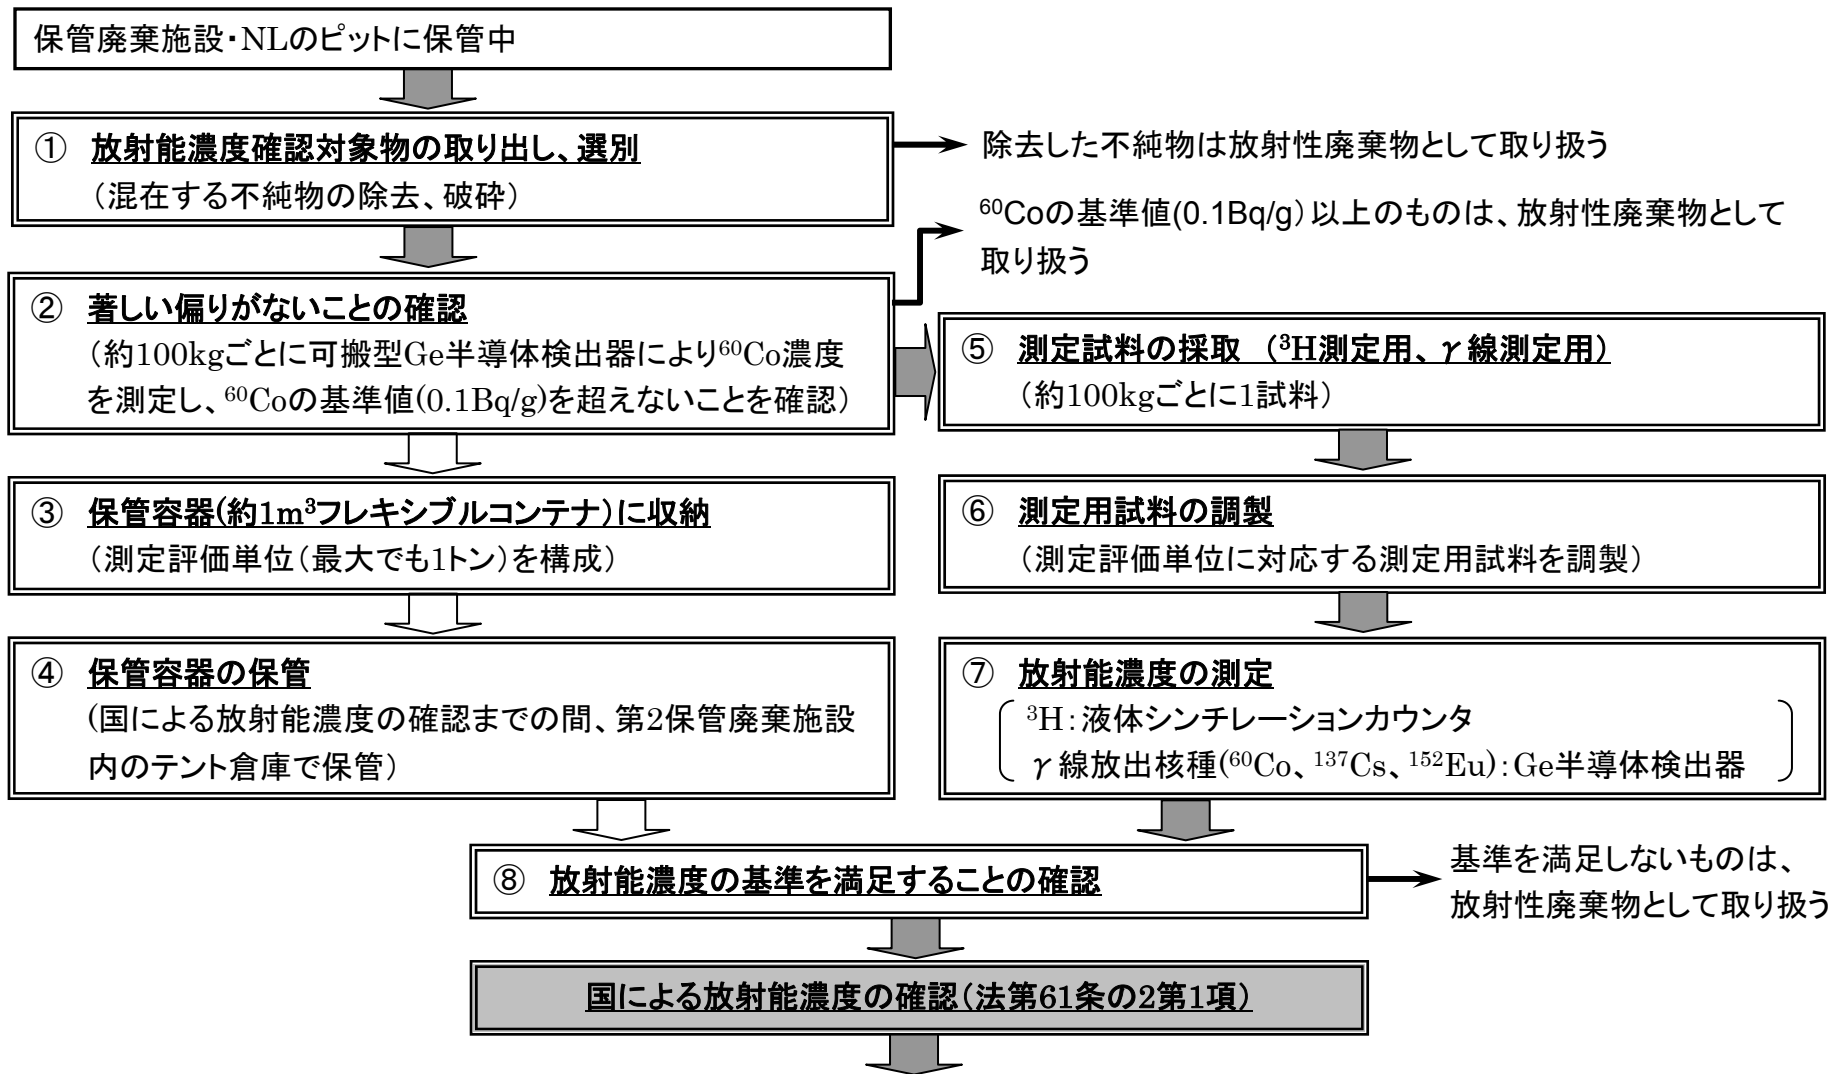 保管廃棄施設・NLのピットに保管中
① 放射能濃度確認対象物の取り出し、選別
（混在する不純物の除去、破砕）
除去した不純物は放射性廃棄物として取り扱う
⁶⁰Coの基準値(0.1Bq/g）以上のものは、放射性廃棄物として
取り扱う
② 著しい偏りがないことの確認
（約100kgごとに可搬型Ge半導体検出器により⁶⁰Co濃度
を測定し、⁶⁰Coの基準値(0.1Bq/g)を超えないことを確認）
③ 保管容器(約1m³フレキシブルコンテナ）に収納
（測定評価単位（最大でも1トン）を構成）
④ 保管容器の保管
(国による放射能濃度の確認までの間、第2保管廃棄施設
内のテント倉庫で保管）
⑤ 測定試料の採取 （³H測定用、γ線測定用）
（約100kgごとに1試料）
⑥ 測定用試料の調製
（測定評価単位に対応する測定用試料を調製）
⑦ 放射能濃度の測定
³H：液体シンチレーションカウンタ
γ線放出核種(⁶⁰Co、¹³⁷Cs、¹⁵²Eu)：Ge半導体検出器
⑧ 放射能濃度の基準を満足することの確認
基準を満足しないものは、
放射性廃棄物として取り扱う
国による放射能濃度の確認（法第61条の2第1項）